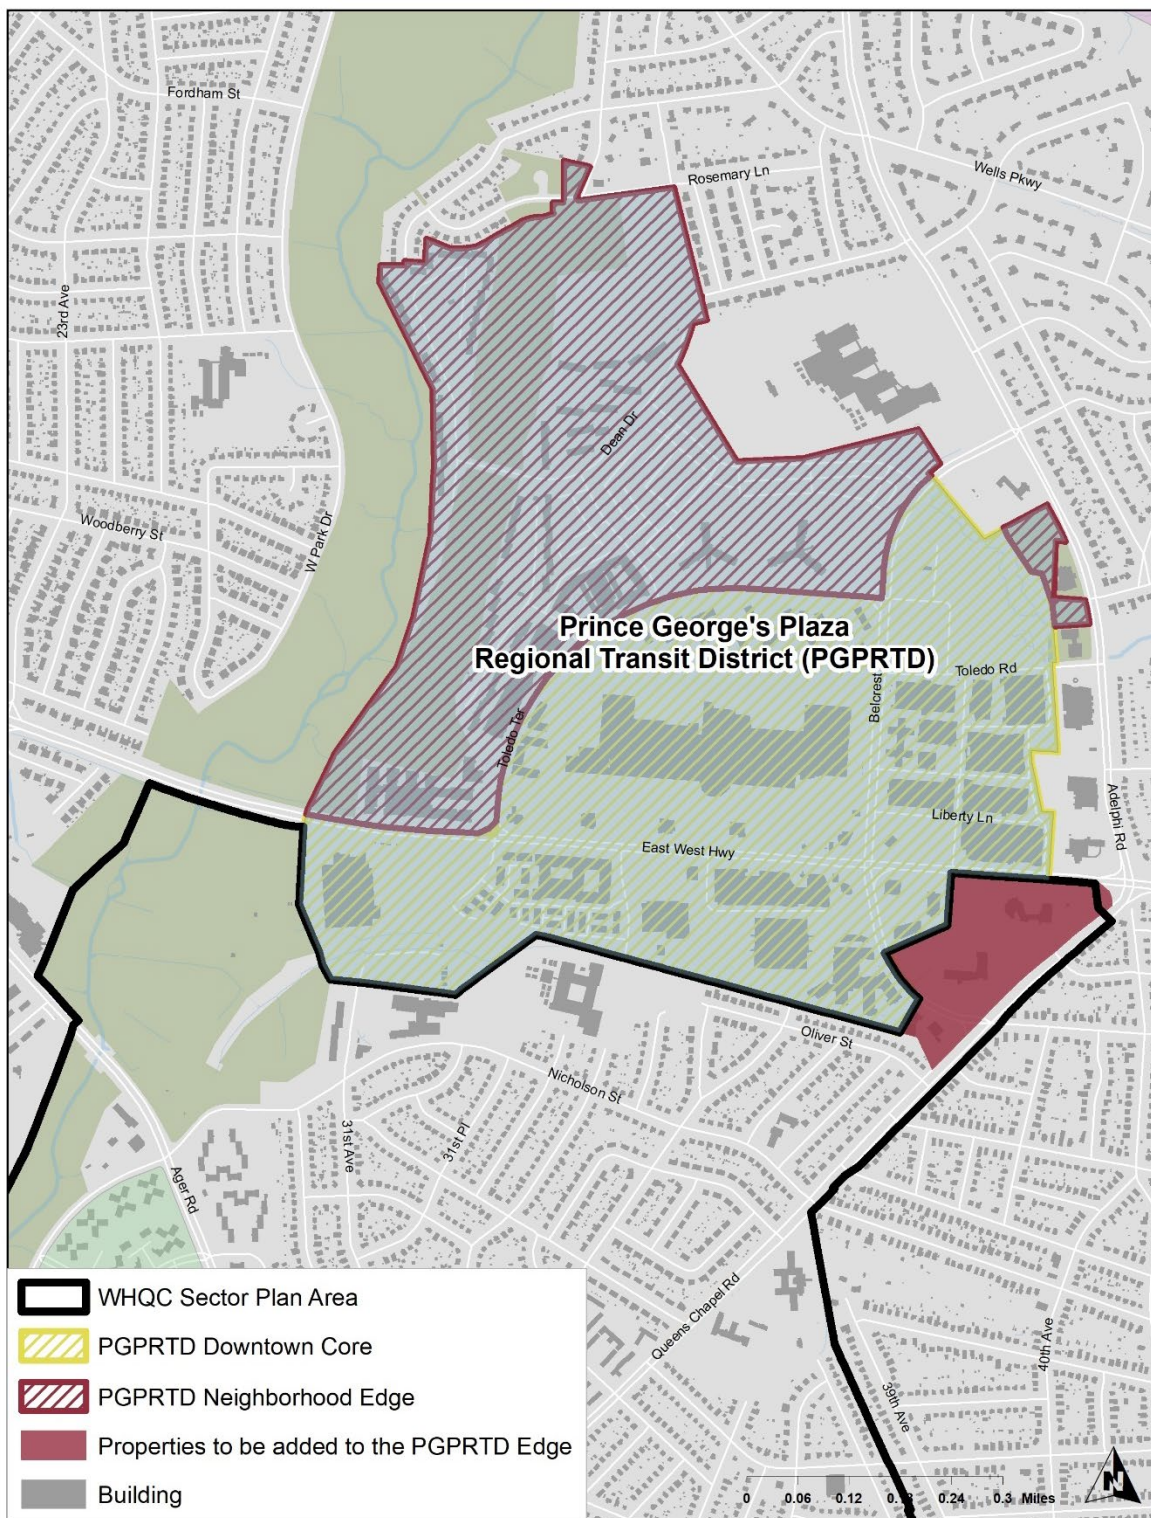 Fordham St
Wells Pkwy
Rosemary Ln
23rd Ave
Dean Dr
Woodberry St
W Park Dr
Prince George's Plaza
Regional Transit District (PGPRTD)
Toledo Rd
Belcrest
Toledo Ter
Liberty Ln
Adelphi Rd
East West Hwy
Oliver St
Nicholson St
31st Ave
31st Pl
Ager Rd
Queens Chapel Rd
40th Ave
39th Ave
WHQC Sector Plan Area
PGPRTD Downtown Core
PGPRTD Neighborhood Edge
Properties to be added to the PGPRTD Edge
Building
N
0 0.06 0.12 0.24 0.3 Miles